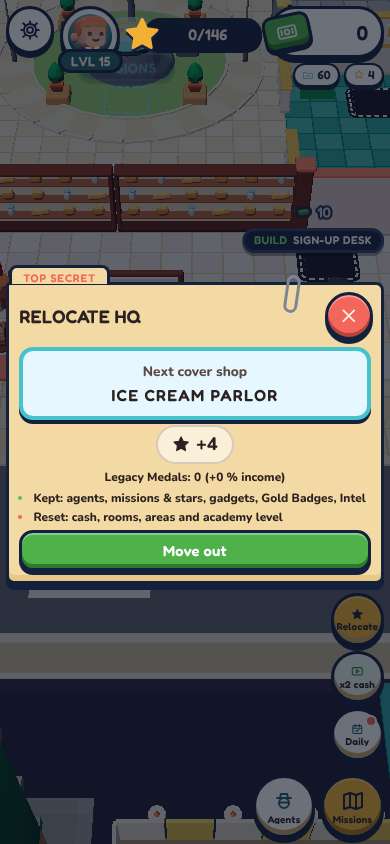 0/146
0
LVL 15
60
4
10
BUILD SIGN-UP DESK
TOP SECRET
RELOCATE HQ
Next cover shop
ICE CREAM PARLOR
+4
Legacy Medals: 0 (+0 % income)
Kept: agents, missions & stars, gadgets, Gold Badges, Intel
Reset: cash, rooms, areas and academy level
Move out
Relocate
x2 cash
Daily
Agents
Missions